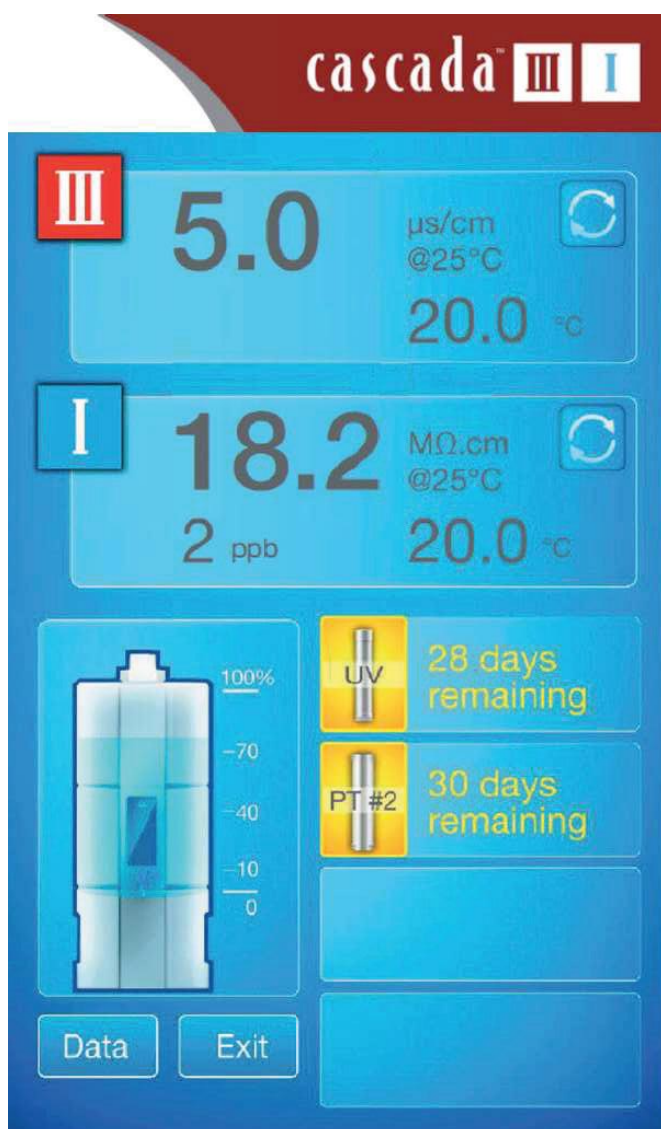 cascada™ III I
III
5.0 µs/cm
@25°C
20.0 °C
I
18.2 MΩ.cm
@25°C
2 ppb 20.0 °C
100%
-70
-40
-10
0
UV 28 days
remaining
PT #2 30 days
remaining
Data Exit